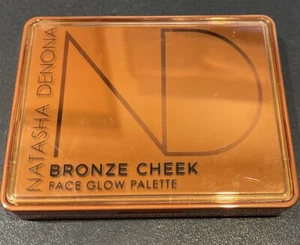 NATASHA DENONA
ND
BRONZE CHEEK
FACE GLOW PALETTE